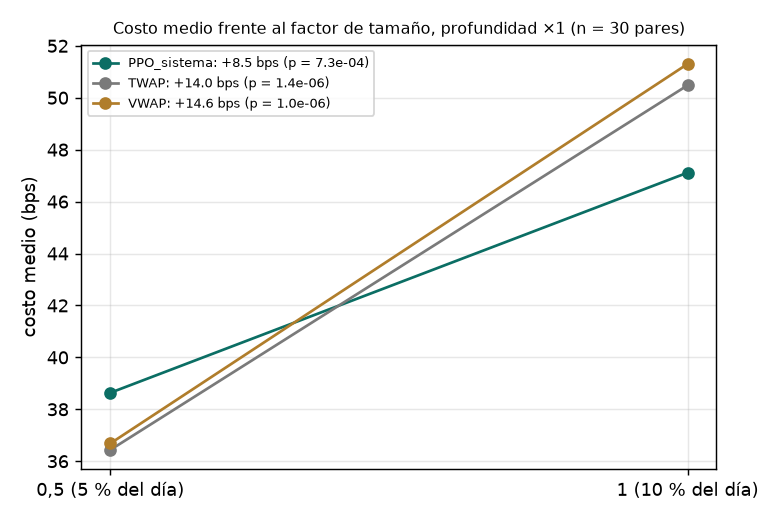 Costo medio frente al factor de tamaño, profundidad ×1 (n = 30 pares)
PPO_sistema: +8.5 bps (p = 7.3e-04)
TWAP: +14.0 bps (p = 1.4e-06)
VWAP: +14.6 bps (p = 1.0e-06)
costo medio (bps)
52
50
48
46
44
42
40
38
36
0,5 (5 % del día)
1 (10 % del día)